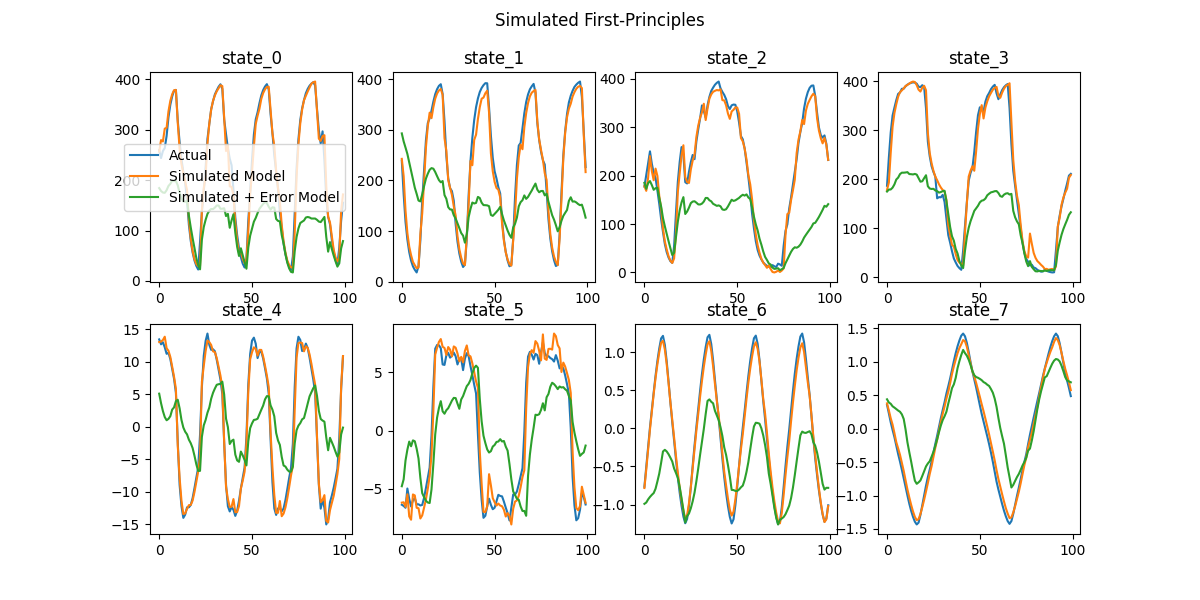 Simulated First-Principles
state_0 state_1 state_2 state_3
400 400 400 400
300 300 300 300
200 200 200 200
100 100 100 100
0 0 0 0
Actual
Simulated Model
Simulated + Error Model
0 50 100 0 50 100 0 50 100 0 50 100
state_4 state_5 state_6 state_7
15 10 5 0 −5 −10 −15
5 0 −5
1.0 0.5 0.0 −0.5 −1.0
1.5 1.0 0.5 0.0 −0.5 −1.0 −1.5
0 50 100 0 50 100 0 50 100 0 50 100